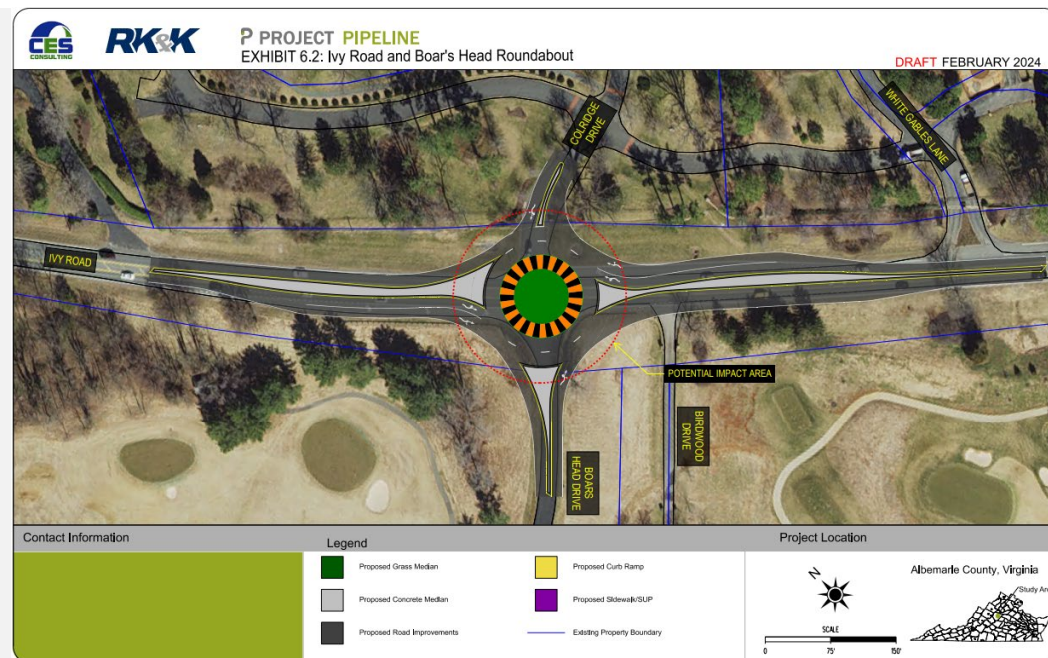 CES
CONSULTING
RK&K
PROJECT PIPELINE
EXHIBIT 6.2: Ivy Road and Boar's Head Roundabout
DRAFT FEBRUARY 2024
COLRIDGE
DRIVE
WHITE GABLES LANE
IVY ROAD
POTENTIAL IMPACT AREA
BIRDWOOD
DRIVE
BOARS
HEAD DRIVE
Contact Information
Legend
Proposed Grass Median
Proposed Concrete Median
Proposed Road Improvements
Proposed Curb Ramp
Proposed Sidewalk/SUP
Existing Property Boundary
Project Location
N
Albemarle County, Virginia
Study Area
SCALE
0 75' 150'